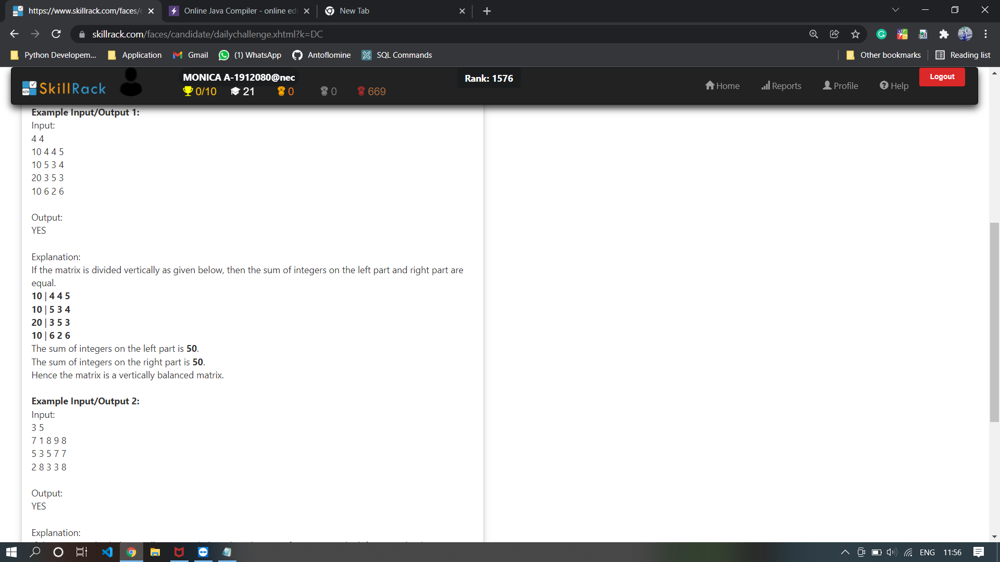 https://www.skillrack.com/faces/c
Online Java Compiler - online edi
New Tab
skillrack.com/faces/candidate/dailychallenge.xhtml?k=DC
Python Developem...
Application
Gmail
(1) WhatsApp
Antoflomine
SQL Commands
Other bookmarks
Reading list
SkillRack
MONICA A-1912080@nec
0/10 21 0 0 669
Rank: 1576
Home
Reports
Profile
Help
Logout
Example Input/Output 1:
Input:
4 4
10 4 4 5
10 5 3 4
20 3 5 3
10 6 2 6
Output:
YES
Explanation:
If the matrix is divided vertically as given below, then the sum of integers on the left part and right part are
equal.
10 | 4 4 5
10 | 5 3 4
20 | 3 5 3
10 | 6 2 6
The sum of integers on the left part is 50.
The sum of integers on the right part is 50.
Hence the matrix is a vertically balanced matrix.
Example Input/Output 2:
Input:
3 5
7 1 8 9 8
5 3 5 7 7
2 8 3 3 8
Output:
YES
Explanation:
ENG
11:56